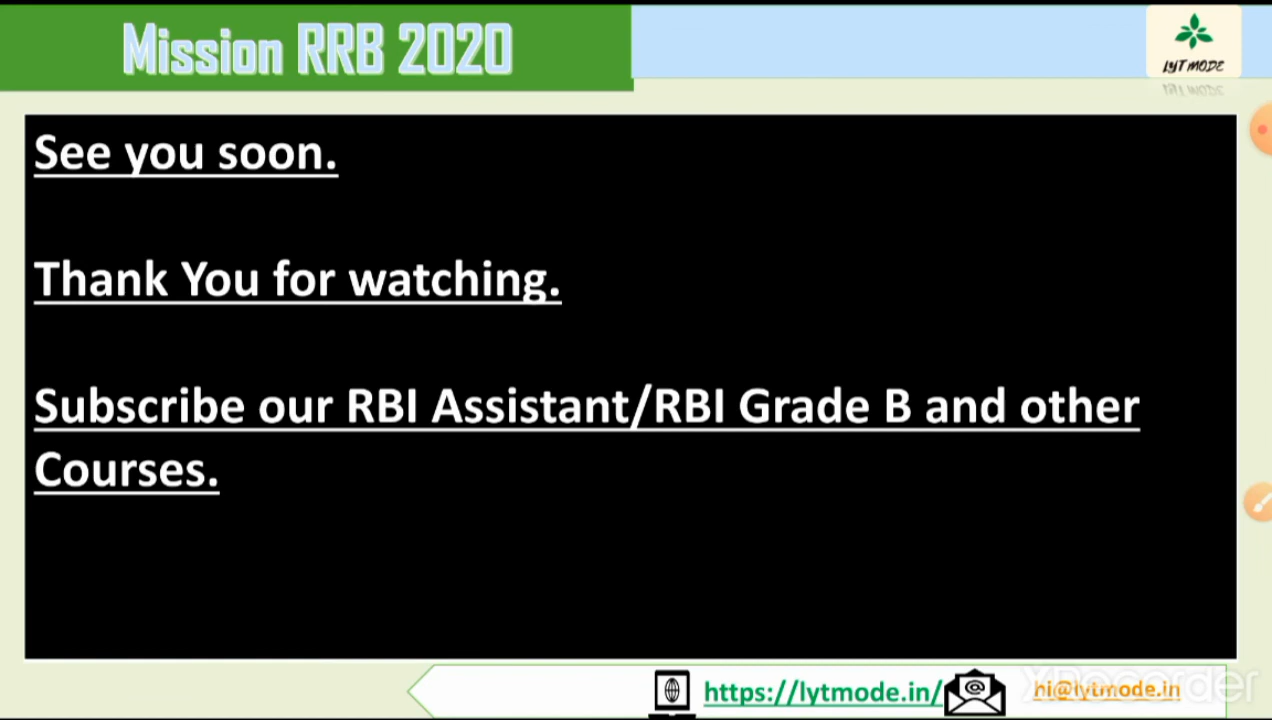 Mission RRB 2020
LYT MODE
See you soon.
Thank You for watching.
Subscribe our RBI Assistant/RBI Grade B and other
Courses.
https://lytmode.in/
hi@lytmode.in
XRecorder